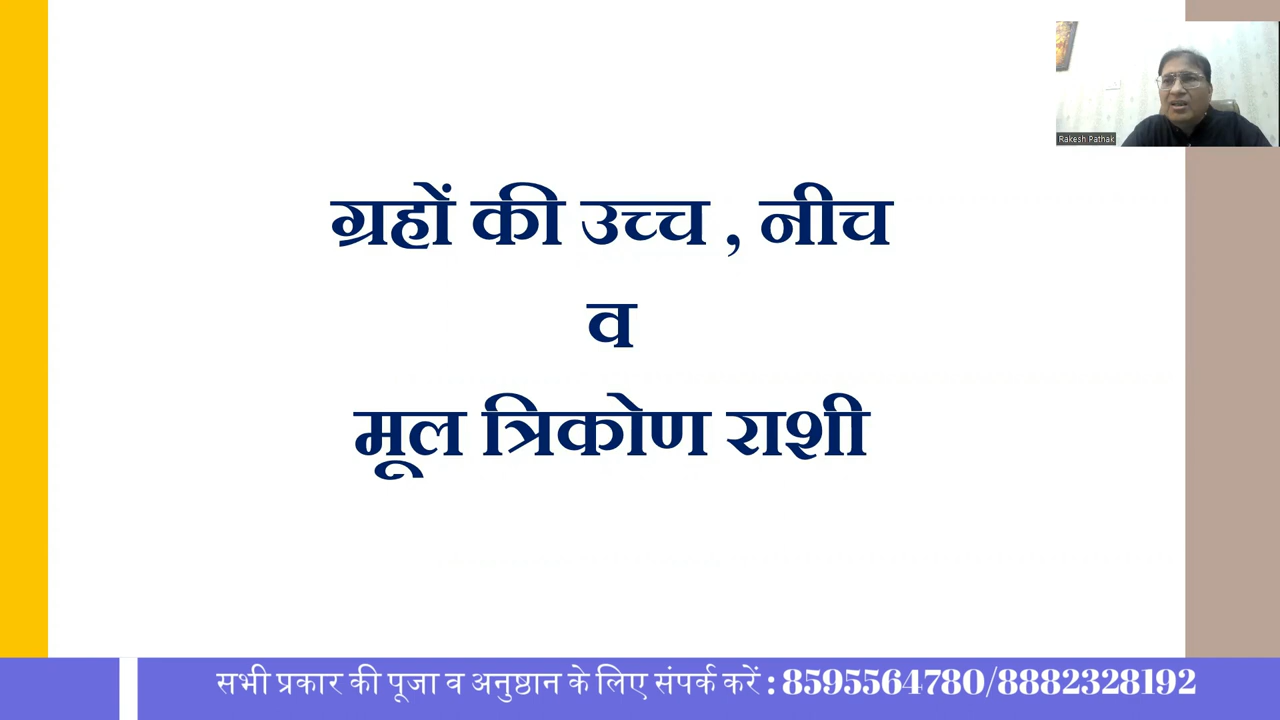 Rakesh Pathak
ग्रहों की उच्च , नीच
व
मूल त्रिकोण राशी
सभी प्रकार की पूजा व अनुष्ठान के लिए संपर्क करें : 8595564780/8882328192